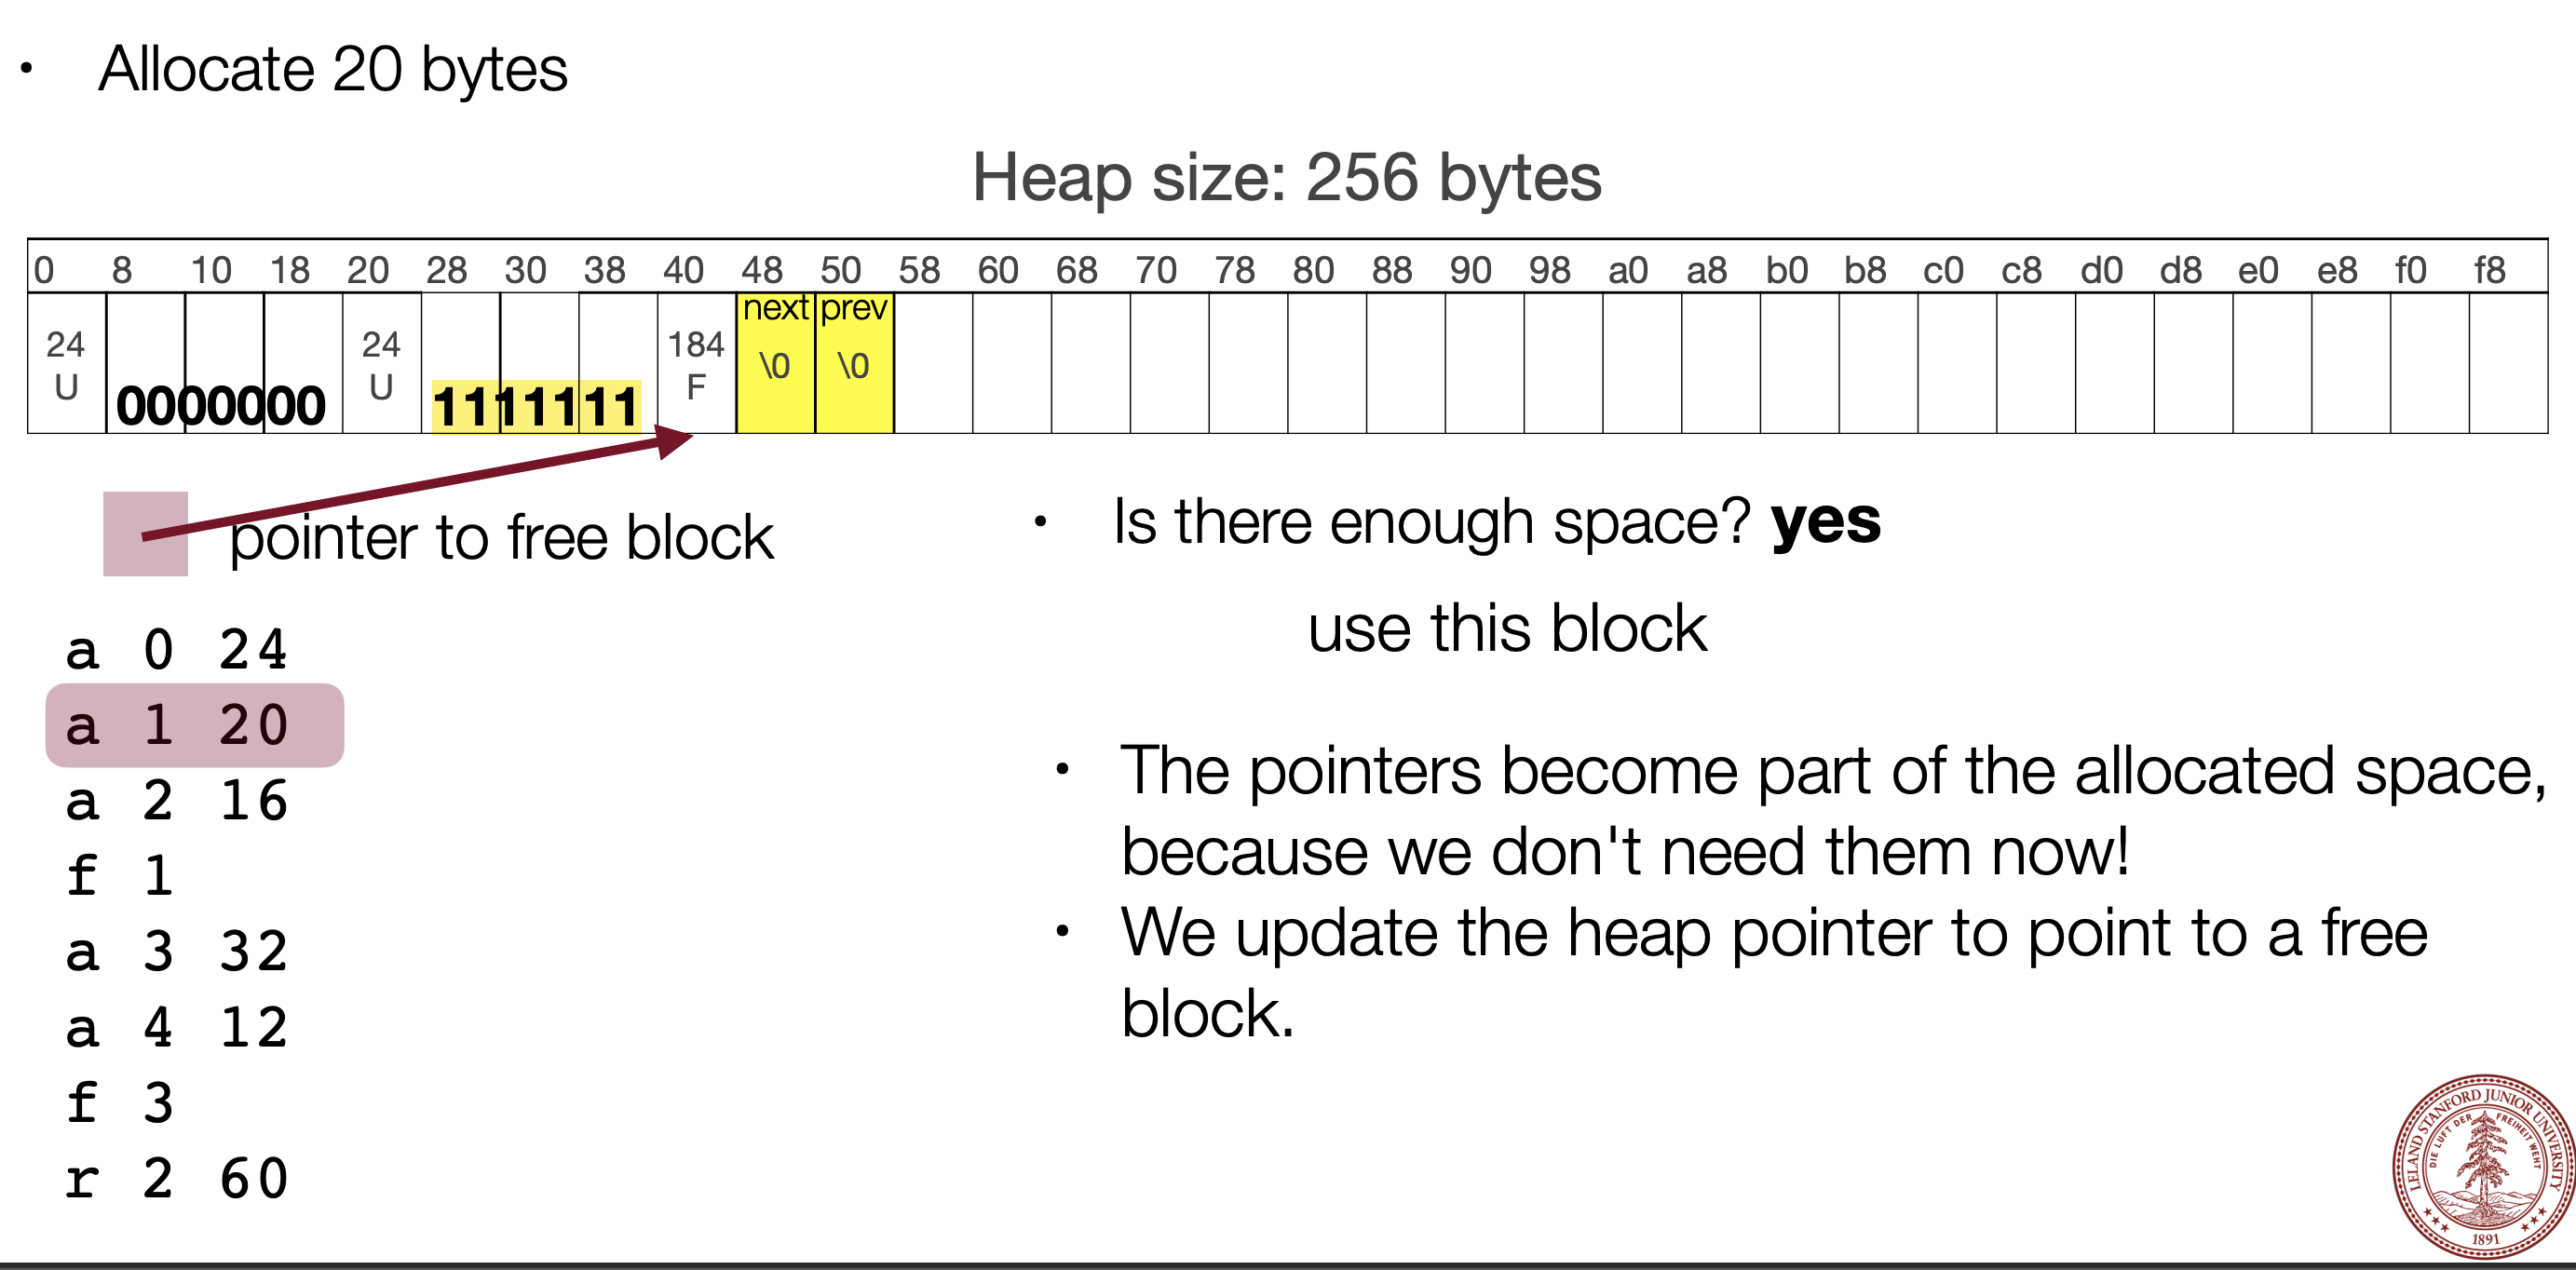 • Allocate 20 bytes
Heap size: 256 bytes
0 8 10 18 20 28 30 38 40 48 50 58 60 68 70 78 80 88 90 98 a0 a8 b0 b8 c0 c8 d0 d8 e0 e8 f0 f8
next prev
24 24 184 \0 \0
U U F
0000000 1111111
pointer to free block
a 0 24
a 1 20
a 2 16
f 1
a 3 32
a 4 12
f 3
r 2 60
• Is there enough space? yes
use this block
• The pointers become part of the allocated space,
because we don't need them now!
• We update the heap pointer to point to a free
block.
LELAND STANFORD JUNIOR UNIVERSITY
DIE LUFT DER FREIHEIT WEHT
1891